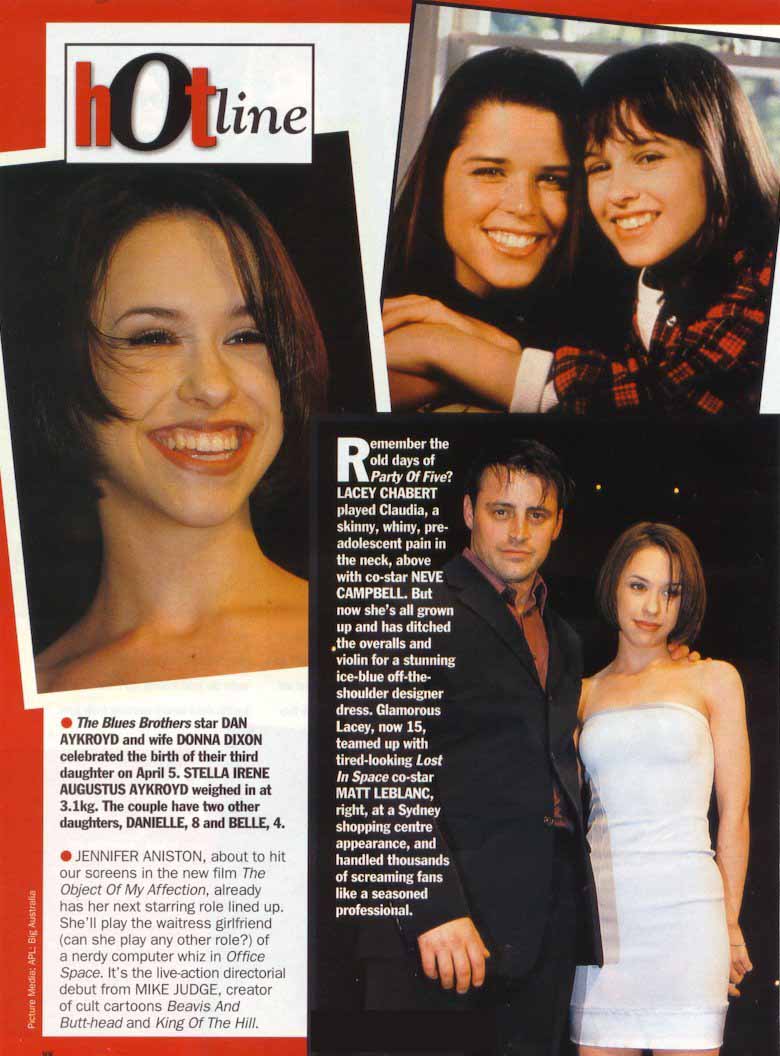 hOtline
Remember the
old days of
Party Of Five?
LACEY CHABERT
played Claudia, a
skinny, whiny, pre-
adolescent pain in
the neck, above
with co-star NEVE
CAMPBELL. But
now she's all grown
up and has ditched
the overalls and
violin for a stunning
ice-blue off-the-
shoulder designer
dress. Glamorous
Lacey, now 15,
teamed up with
tired-looking Lost
In Space co-star
MATT LEBLANC,
right, at a Sydney
shopping centre
appearance, and
handled thousands
of screaming fans
like a seasoned
professional.
● The Blues Brothers star DAN
AYKROYD and wife DONNA DIXON
celebrated the birth of their third
daughter on April 5. STELLA IRENE
AUGUSTUS AYKROYD weighed in at
3.1kg. The couple have two other
daughters, DANIELLE, 8 and BELLE, 4.
● JENNIFER ANISTON, about to hit
our screens in the new film The
Object Of My Affection, already
has her next starring role lined up.
She'll play the waitress girlfriend
(can she play any other role?) of
a nerdy computer whiz in Office
Space. It's the live-action directorial
debut from MIKE JUDGE, creator
of cult cartoons Beavis And
Butt-head and King Of The Hill.
Picture Media; APL; Big Australia